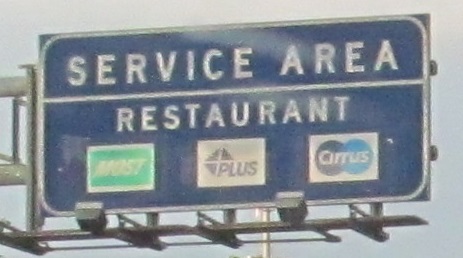 SERVICE AREA
RESTAURANT
MOST PLUS Cirrus